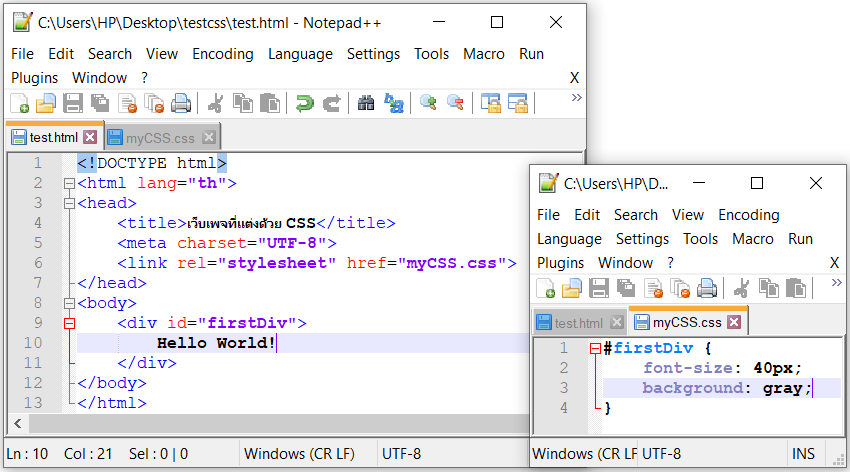 C:\Users\HP\Desktop\testcss\test.html - Notepad++
File Edit Search View Encoding Language Settings Tools Macro Run
Plugins Window ? X
test.html myCSS.css
1 <!DOCTYPE html>
2 <html lang="th">
3 <head>
4 <title>เว็บเพจที่แต่งด้วย CSS</title>
5 <meta charset="UTF-8">
6 <link rel="stylesheet" href="myCSS.css">
7 </head>
8 <body>
9 <div id="firstDiv">
10 Hello World!
11 </div>
12 </body>
13 </html>
Ln : 10 Col : 21 Sel : 0 | 0 Windows (CR LF) UTF-8
C:\Users\HP\D...
File Edit Search View Encoding
Language Settings Tools Macro Run
Plugins Window ? X
test.html myCSS.css
1 #firstDiv {
2 font-size: 40px;
3 background: gray;
4 }
Windows (CR LF UTF-8 INS